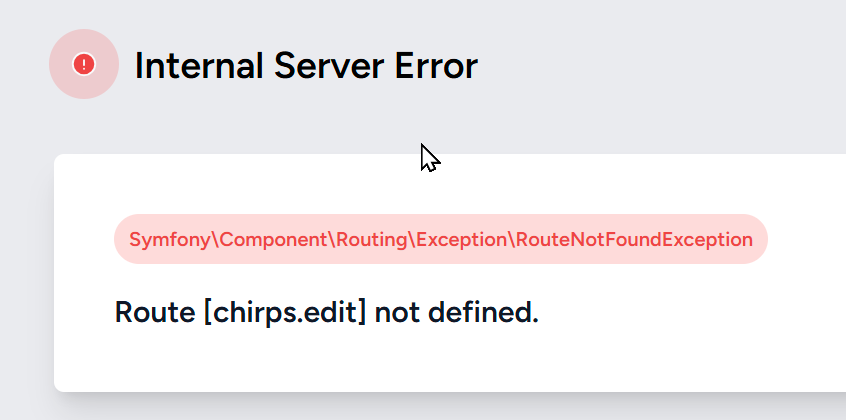 Internal Server Error
Symfony\Component\Routing\Exception\RouteNotFoundException
Route [chirps.edit] not defined.